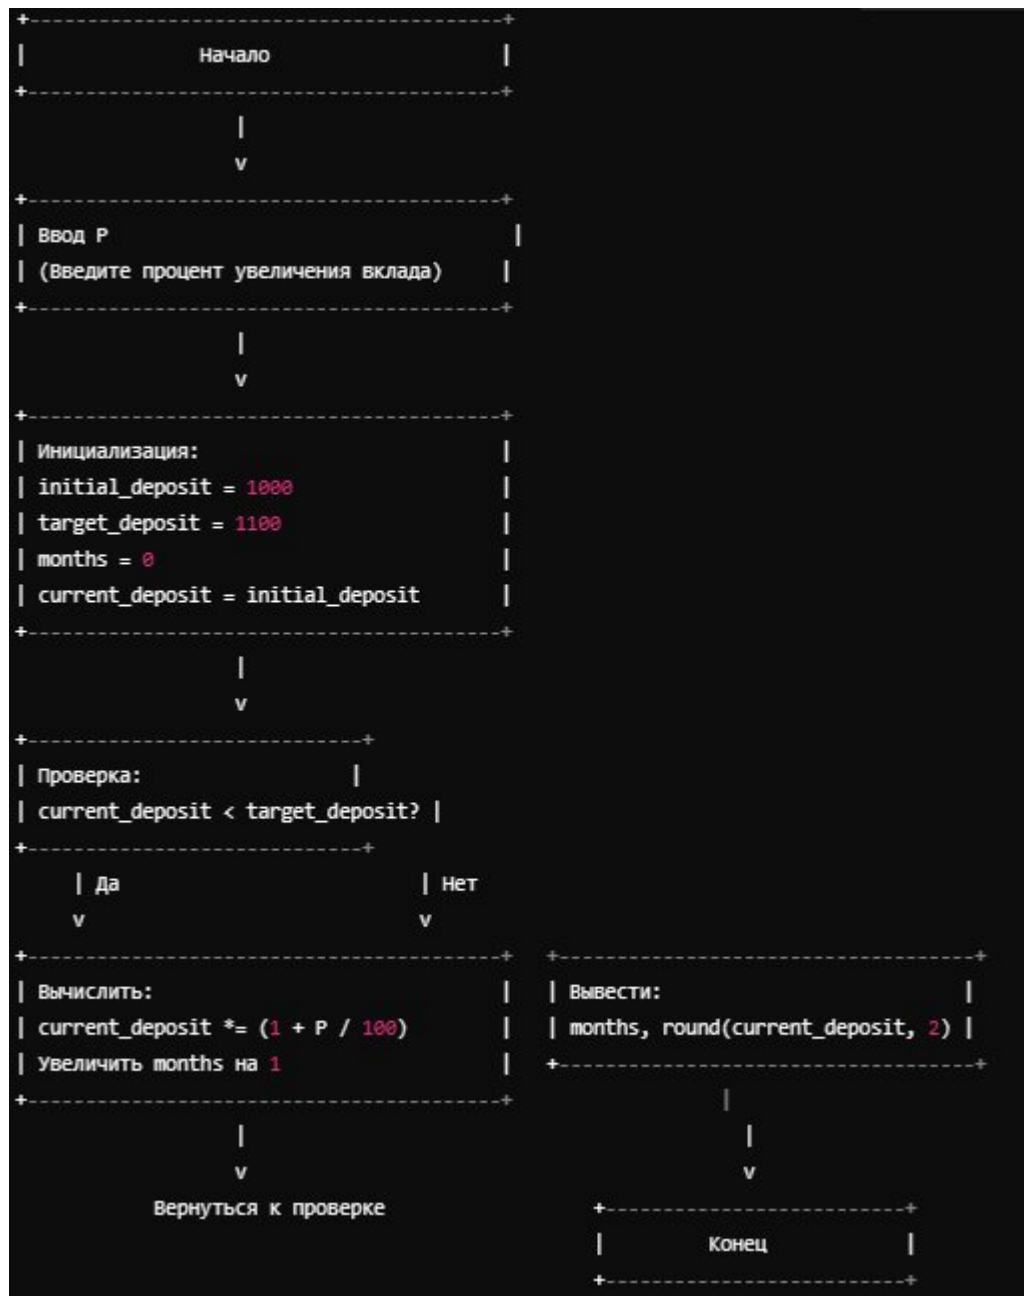 Начало
Ввод P
(Введите процент увеличения вклада)
Инициализация:
initial_deposit = 1000
target_deposit = 1100
months = 0
current_deposit = initial_deposit
Проверка:
current_deposit < target_deposit?
Да
Нет
Вычислить:
current_deposit *= (1 + P / 100)
Увеличить months на 1
Вернуться к проверке
Вывести:
months, round(current_deposit, 2)
Конец